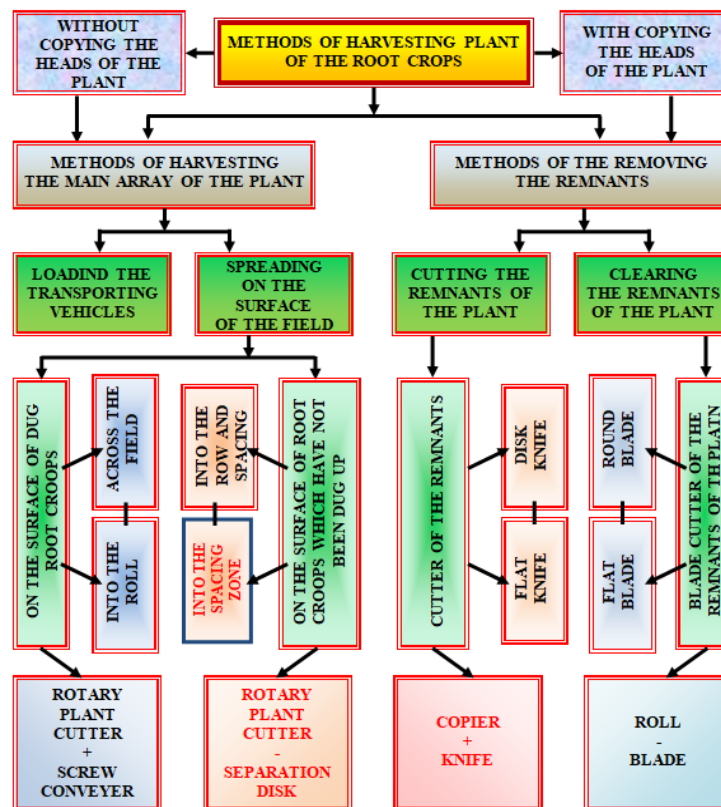 WITHOUT
COPYING THE
HEADS OF THE
PLANT
METHODS OF HARVESTING PLANT
OF THE ROOT CROPS
WITH COPYING
THE HEADS
OF THE PLANT
METHODS OF HARVESTING
THE MAIN ARRAY OF THE PLANT
METHODS OF THE REMOVING
THE REMNANTS
LOADIND THE
TRANSPORTING
VEHICLES
SPREADING
ON THE
SURFACE
OF THE FIELD
CUTTING THE
REMNANTS OF
THE PLANT
CLEARING
THE REMNANTS
OF THE PLANT
ON THE SURFACE OF DUG
ROOT CROOPS
ACROSS THE
FIELD
INTO THE
ROLL
INTO THE
ROW AND
SPACING
INTO THE
SPACING
ZONE
ON THE SURFACE OF ROOT
CROOPS WHICH HAVE NOT
BEEN DUG UP
CUTTER OF THE REMNANTS
DISK
KNIFE
FLAT
KNIFE
ROUND
BLADE
FLAT
BLADE
BLADE CUTTER OF THE
REMNANTS OF TH PLATN
ROTARY
PLANT
CUTTER
+
SCREW
CONVEYER
ROTARY
PLANT
CUTTER
-
SEPARATION
DISK
COPIER
+
KNIFE
ROLL
-
BLADE